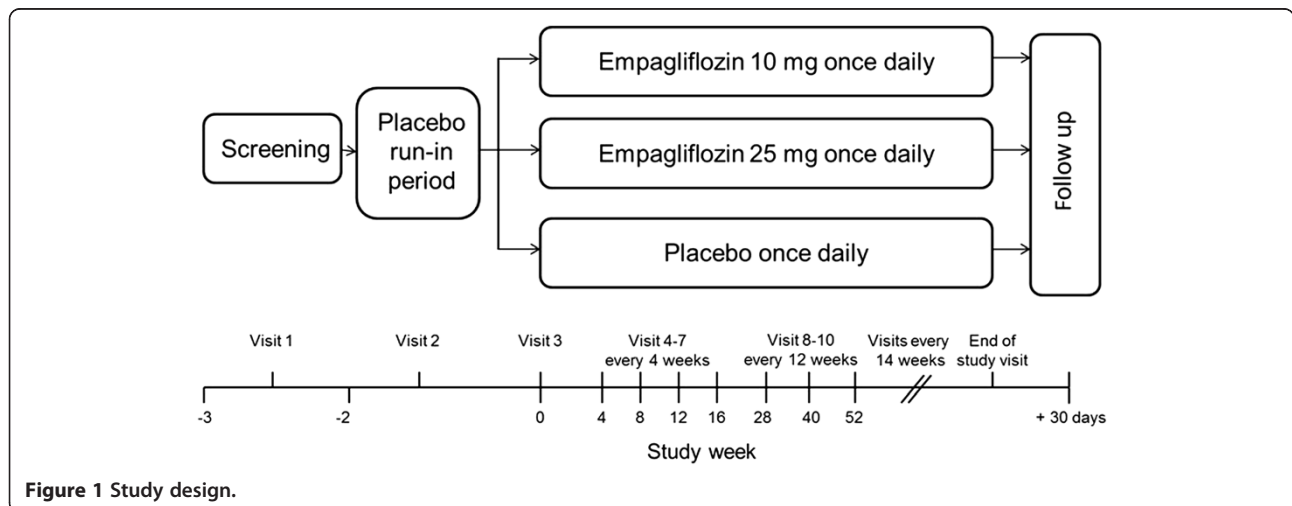 Screening
Placebo
run-in
period
Empagliflozin 10 mg once daily
Empagliflozin 25 mg once daily
Placebo once daily
Follow up
Visit 1
Visit 2
Visit 3
Visit 4-7
every 4 weeks
Visit 8-10
every 12 weeks
Visits every
14 weeks
End of
study visit
-3 -2 0 4 8 12 16 28 40 52 + 30 days
Study week
Figure 1 Study design.